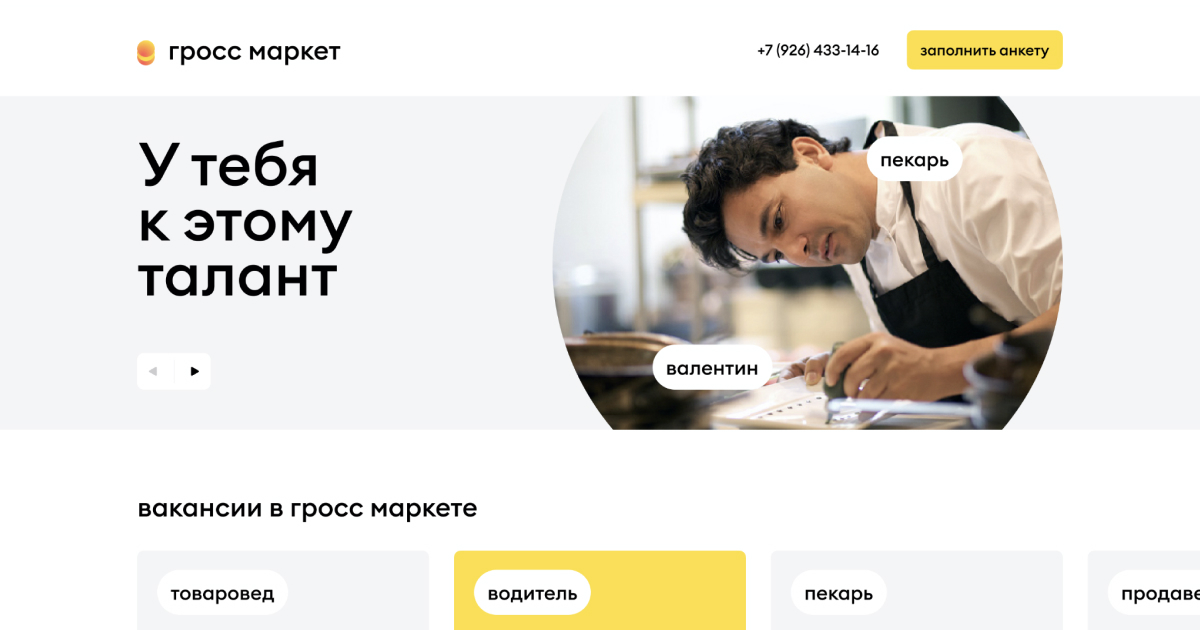 гросс маркет
+7 (926) 433-14-16
заполнить анкету
У тебя
к этому
талант
пекарь
валентин
вакансии в гросс маркете
товаровед
водитель
пекарь